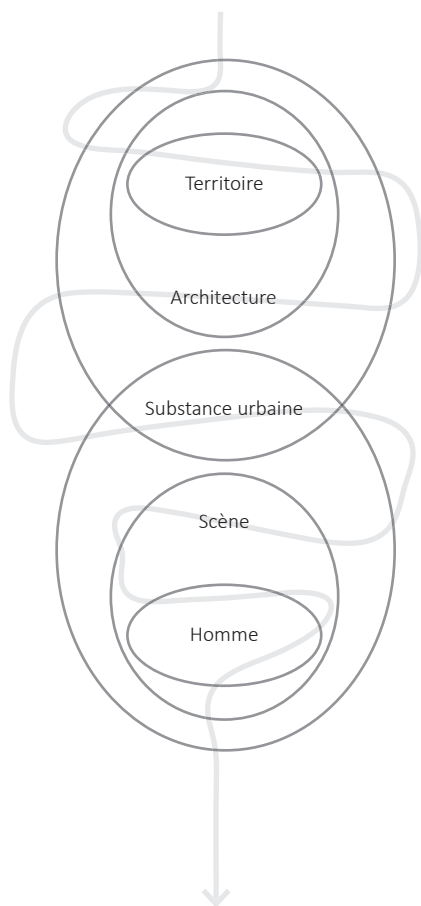 Territoire
Architecture
Substance urbaine
Scène
Homme